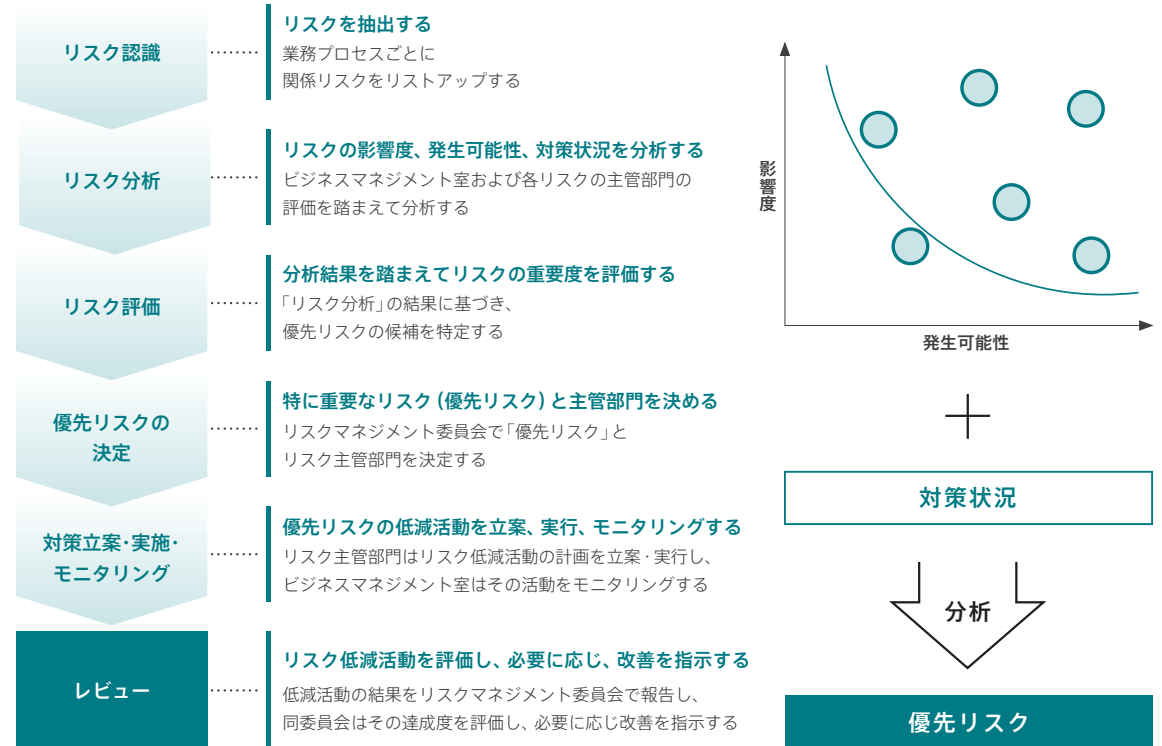 リスク認識
リスクを抽出する
業務プロセスごとに
関係リスクをリストアップする
リスク分析
リスクの影響度、発生可能性、対策状況を分析する
ビジネスマネジメント室および各リスクの主管部門の
評価を踏まえて分析する
リスク評価
分析結果を踏まえてリスクの重要度を評価する
「リスク分析」の結果に基づき、
優先リスクの候補を特定する
優先リスクの
決定
特に重要なリスク(優先リスク)と主管部門を決める
リスクマネジメント委員会で「優先リスク」と
リスク主管部門を決定する
対策立案・実施・
モニタリング
優先リスクの低減活動を立案、実行、モニタリングする
リスク主管部門はリスク低減活動の計画を立案・実行し、
ビジネスマネジメント室はその活動をモニタリングする
レビュー
リスク低減活動を評価し、必要に応じ、改善を指示する
低減活動の結果をリスクマネジメント委員会で報告し、
同委員会はその達成度を評価し、必要に応じ改善を指示する
影響度
発生可能性
対策状況
分析
優先リスク